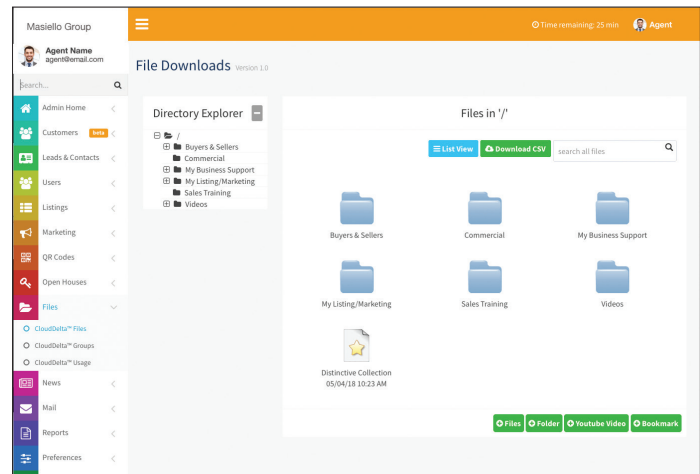 Masiello Group
Time remaining: 25 min
Agent
Agent Name
agent@email.com
Search...
File Downloads Version 1.0
Admin Home
Customers beta
Leads & Contacts
Users
Listings
Marketing
QR Codes
Open Houses
Files
CloudDelta™ Files
CloudDelta™ Groups
CloudDelta™ Usage
News
Mail
Reports
Preferences
Directory Explorer
/
Buyers & Sellers
Commercial
My Business Support
My Listing/Marketing
Sales Training
Videos
Files in '/'
List View
Download CSV
search all files
Buyers & Sellers
Commercial
My Business Support
My Listing/Marketing
Sales Training
Videos
Distinctive Collection
05/04/18 10:23 AM
Files
Folder
Youtube Video
Bookmark